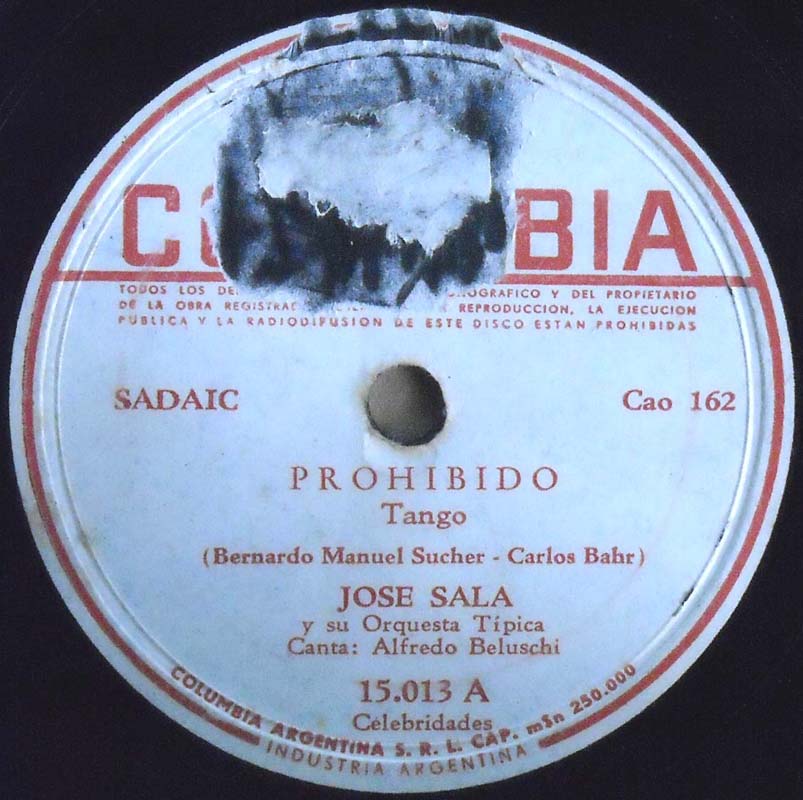 C BIA
TODOS LOS DE NOGRAFICO Y DEL PROPIETARIO
DE LA OBRA REGISTRAD REPRODUCCION, LA EJECUCION
PUBLICA Y LA RADIODIFUSION DE ESTE DISCO ESTAN PROHIBIDAS
SADAIC Cao 162
PROHIBIDO
Tango
(Bernardo Manuel Sucher - Carlos Bahr)
JOSE SALA
y su Orquesta Típica
Canta: Alfredo Beluschi
15.013 A
Celebridades
COLUMBIA ARGENTINA S. R. L. CAP. m$n 250.000
INDUSTRIA ARGENTINA